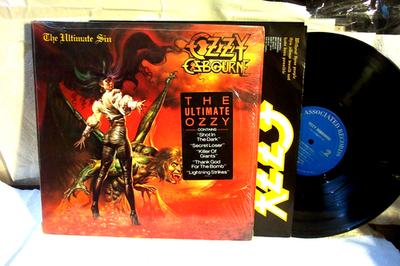 The Ultimate Sin
OZZY
OSBOURNE
THE
ULTIMATE
OZZY
CONTAINS
"Shot In
The Dark"
"Secret Loser"
"Killer Of
Giants"
"Thank God
For The Bomb"
"Lightning Strikes"
OZZY
ASSOCIATED RECORDS